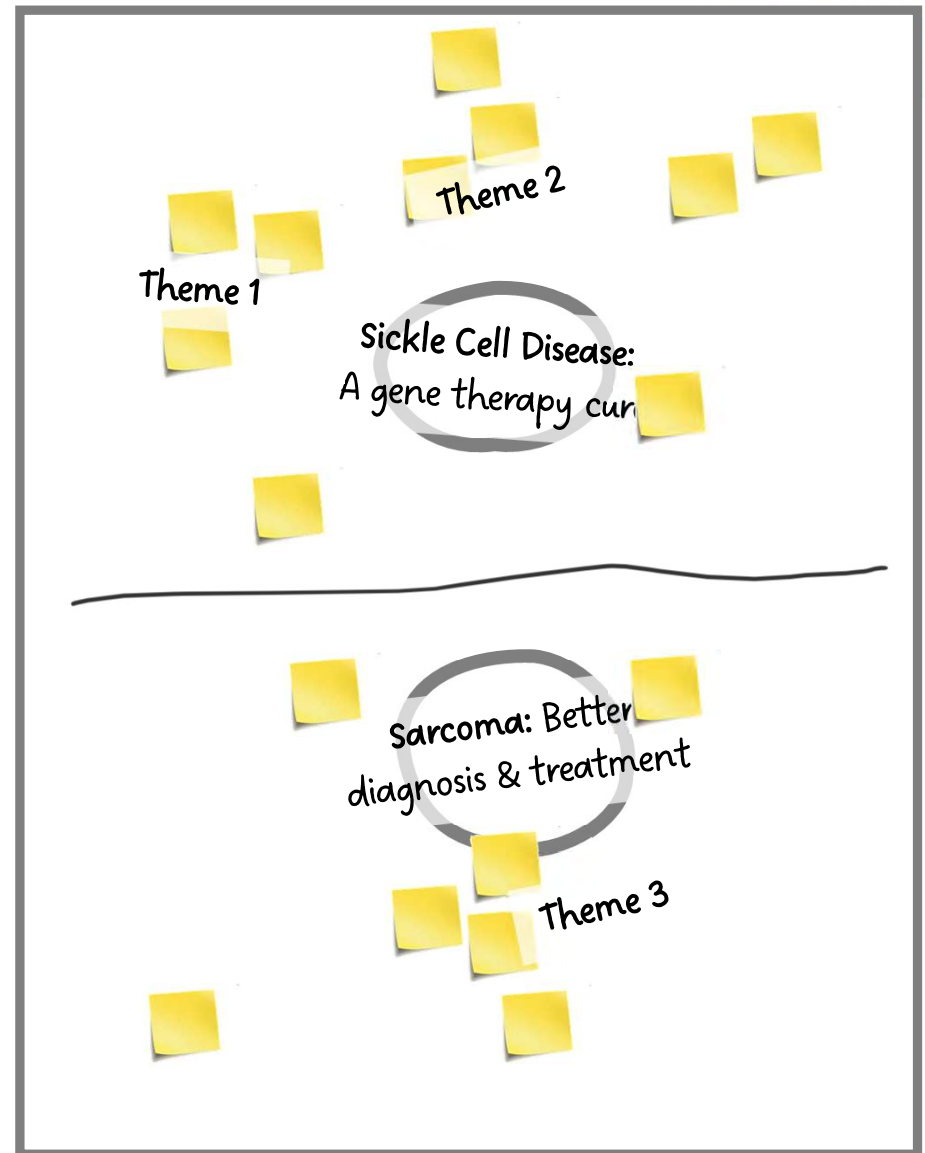 Theme 2
Theme 1
Sickle Cell Disease:
A gene therapy
Sarcoma: Better
diagnosis & treatment
Theme 3